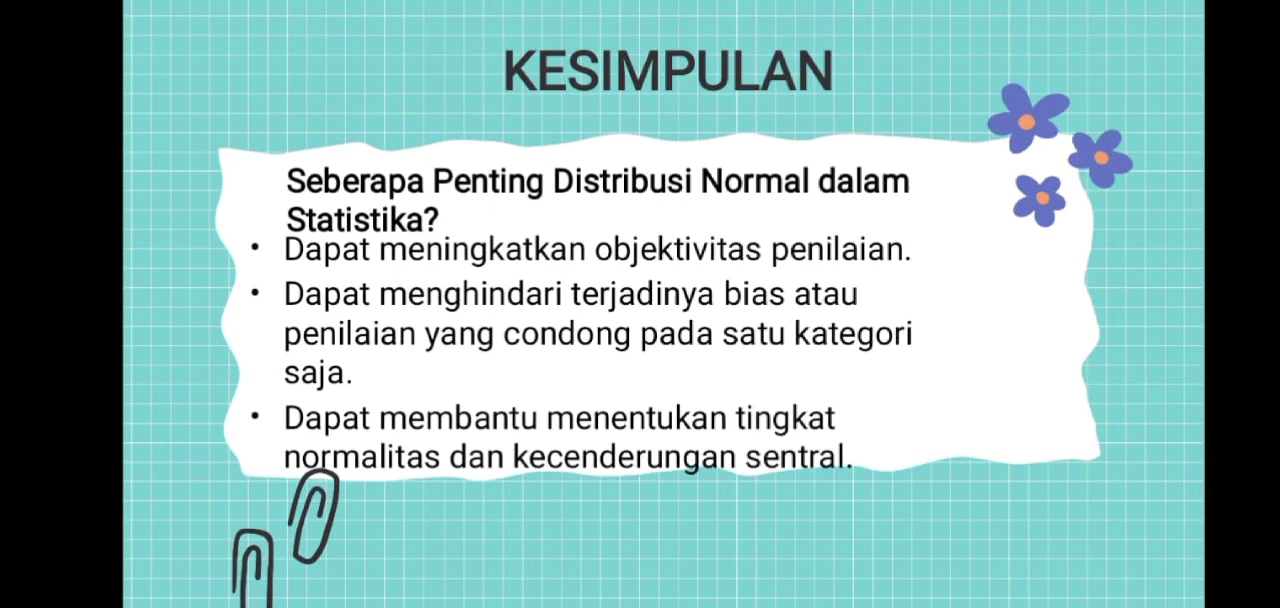 KESIMPULAN
Seberapa Penting Distribusi Normal dalam
Statistika?
• Dapat meningkatkan objektivitas penilaian.
• Dapat menghindari terjadinya bias atau
penilaian yang condong pada satu kategori
saja.
• Dapat membantu menentukan tingkat
normalitas dan kecenderungan sentral.